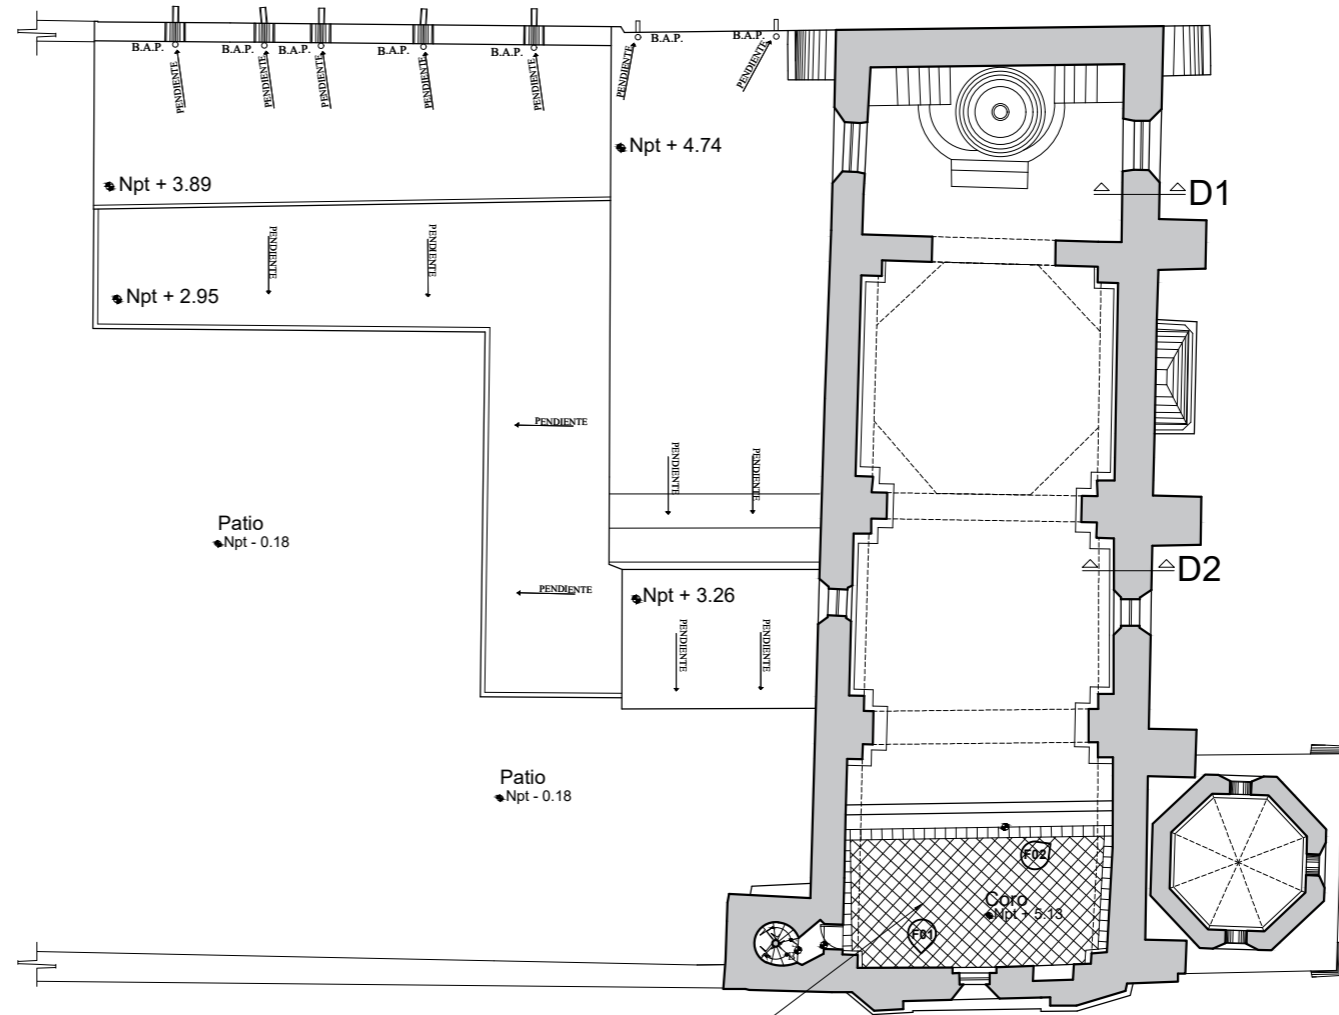 B.A.P.
B.A.P.
B.A.P.
B.A.P.
B.A.P.
B.A.P.
B.A.P.
PENDIENTE
PENDIENTE
PENDIENTE
PENDIENTE
PENDIENTE
PENDIENTE
PENDIENTE
Npt + 4.74
Npt + 3.89
D1
PENDIENTE
PENDIENTE
Npt + 2.95
PENDIENTE
PENDIENTE
PENDIENTE
Patio
Npt - 0.18
D2
PENDIENTE
Npt + 3.26
PENDIENTE
PENDIENTE
Patio
Npt - 0.18
F02
Coro
Npt + 5.13
F01